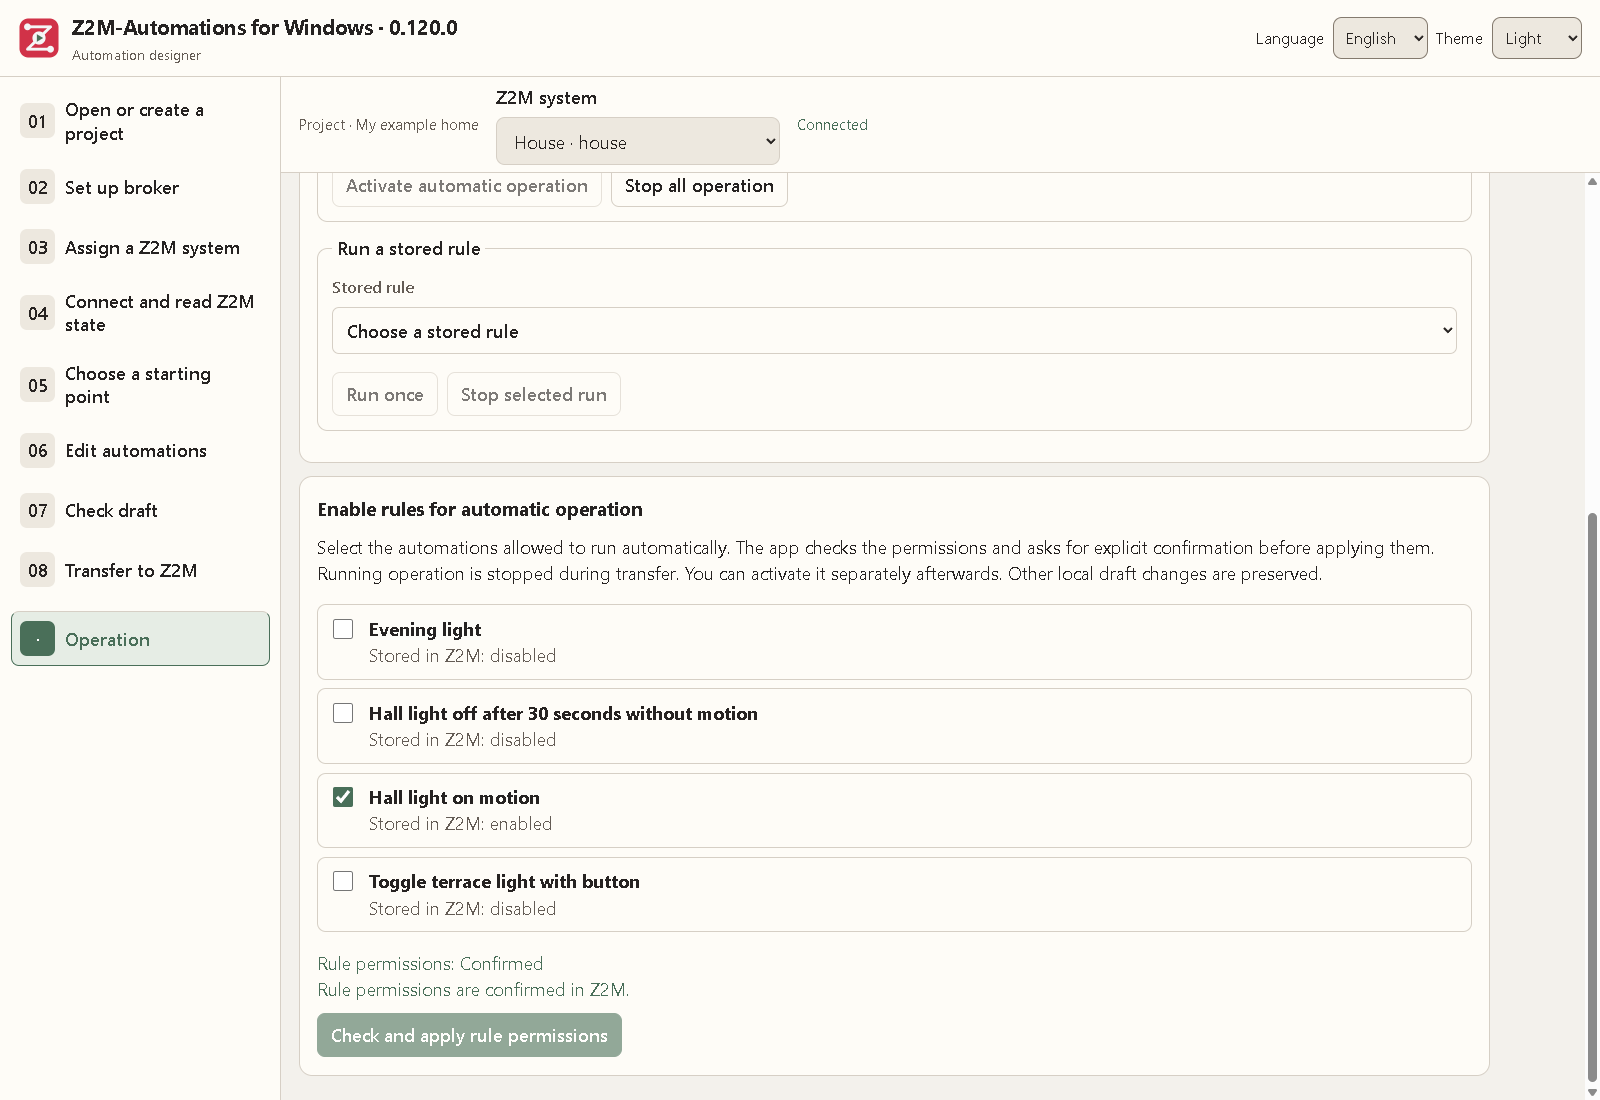 Z2M-Automations for Windows · 0.120.0
Automation designer
Language
English
Theme
Light
01
Open or create a
project
02
Set up broker
03
Assign a Z2M system
04
Connect and read Z2M
state
05
Choose a starting
point
06
Edit automations
07
Check draft
08
Transfer to Z2M
·
Operation
Project · My example home
Z2M system
House · house
Connected
Activate automatic operation
Stop all operation
Run a stored rule
Stored rule
Choose a stored rule
Run once
Stop selected run
Enable rules for automatic operation
Select the automations allowed to run automatically. The app checks the permissions and asks for explicit confirmation before applying them.
Running operation is stopped during transfer. You can activate it separately afterwards. Other local draft changes are preserved.
Evening light
Stored in Z2M: disabled
Hall light off after 30 seconds without motion
Stored in Z2M: disabled
Hall light on motion
Stored in Z2M: enabled
Toggle terrace light with button
Stored in Z2M: disabled
Rule permissions: Confirmed
Rule permissions are confirmed in Z2M.
Check and apply rule permissions